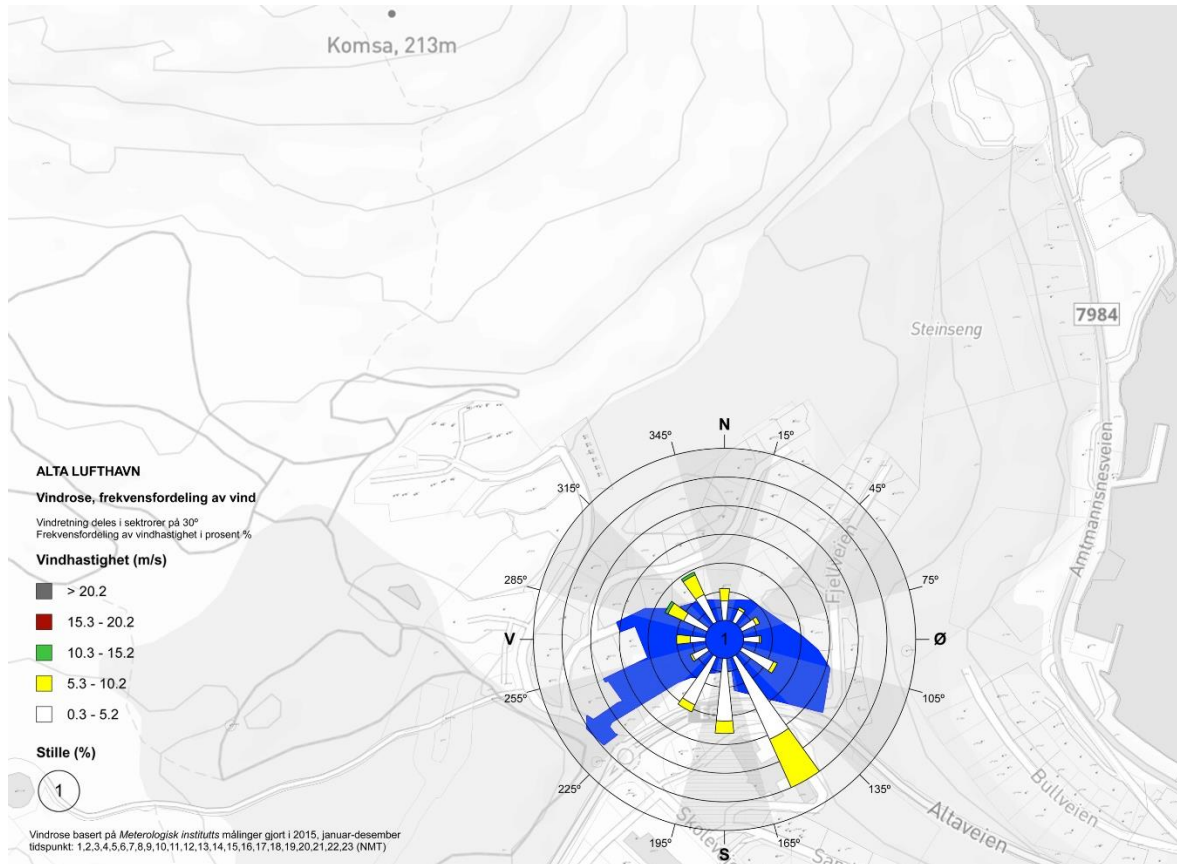 Komsa, 213m
Steinseng
7984
Amtmannsnesveien
N
345º
15º
315º
45º
Fjellveien
285º
75º
V
1
Ø
255º
105º
225º
135º
195º
165º
S
Altaveien
Bullveien
ALTA LUFTHAVN
Vindrose, frekvensfordeling av vind
Vindretning deles i sektrorer på 30º
Frekvensfordeling av vindhastighet i prosent %
Vindhastighet (m/s)
> 20.2
15.3 - 20.2
10.3 - 15.2
5.3 - 10.2
0.3 - 5.2
Stille (%)
1
Vindrose basert på Meterologisk institutts målinger gjort i 2015, januar-desember
tidspunkt: 1,2,3,4,5,6,7,8,9,10,11,12,13,14,15,16,17,18,19,20,21,22,23 (NMT)